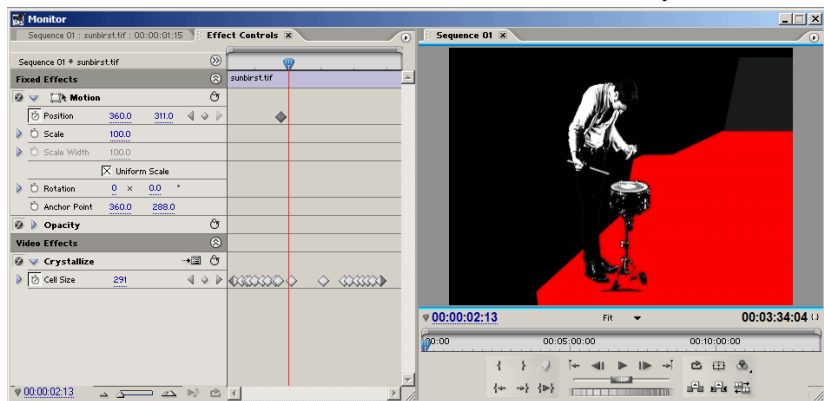 Monitor
Sequence 01 : sunbirst.tif : 00:00:01:15
Effect Controls
Sequence 01
Sequence 01 * sunbirst.tif
Fixed Effects
sunbirst.tif
Motion
Position 360.0 311.0
Scale 100.0
Scale Width 100.0
Uniform Scale
Rotation 0 × 0.0 °
Anchor Point 360.0 288.0
Opacity
Video Effects
Crystallize
Cell Size 291
00:00:02:13 Fit 00:03:34:04
00:00 00:05:00:00 00:10:00:00
00:00:02:13